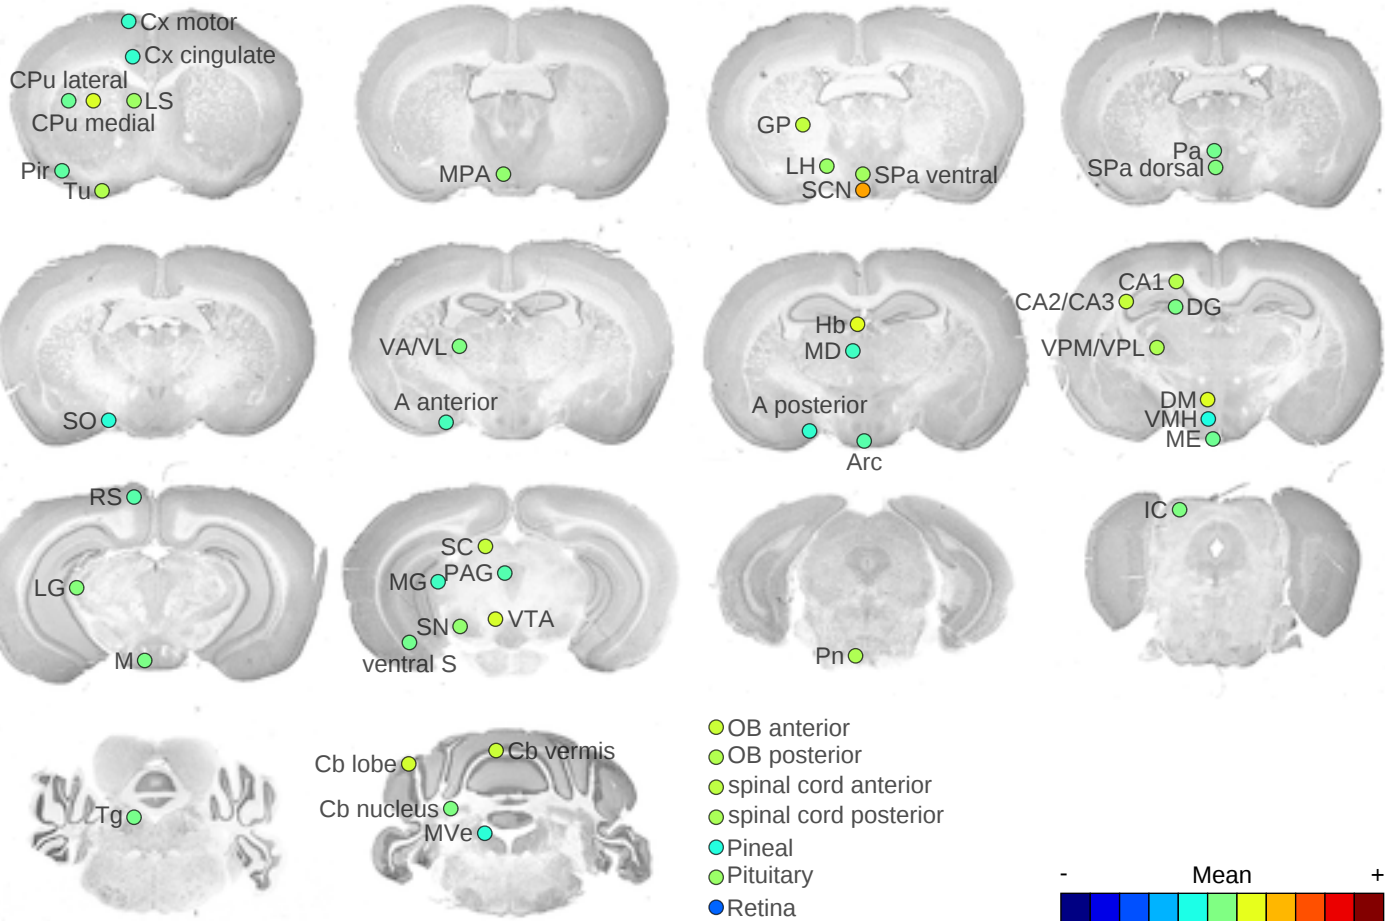 Cx motor
Cx cingulate
CPu lateral
LS
CPu medial
Pir
Tu
MPA
GP
LH
SPa ventral
SCN
Pa
SPa dorsal
SO
VA/VL
A anterior
Hb
MD
A posterior
Arc
CA1
CA2/CA3
DG
VPM/VPL
DM
VMH
ME
RS
LG
M
SC
MG
PAG
SN
VTA
ventral S
Pn
IC
Tg
Cb lobe
Cb vermis
Cb nucleus
MVe
OB anterior
OB posterior
spinal cord anterior
spinal cord posterior
Pineal
Pituitary
Retina
- Mean +